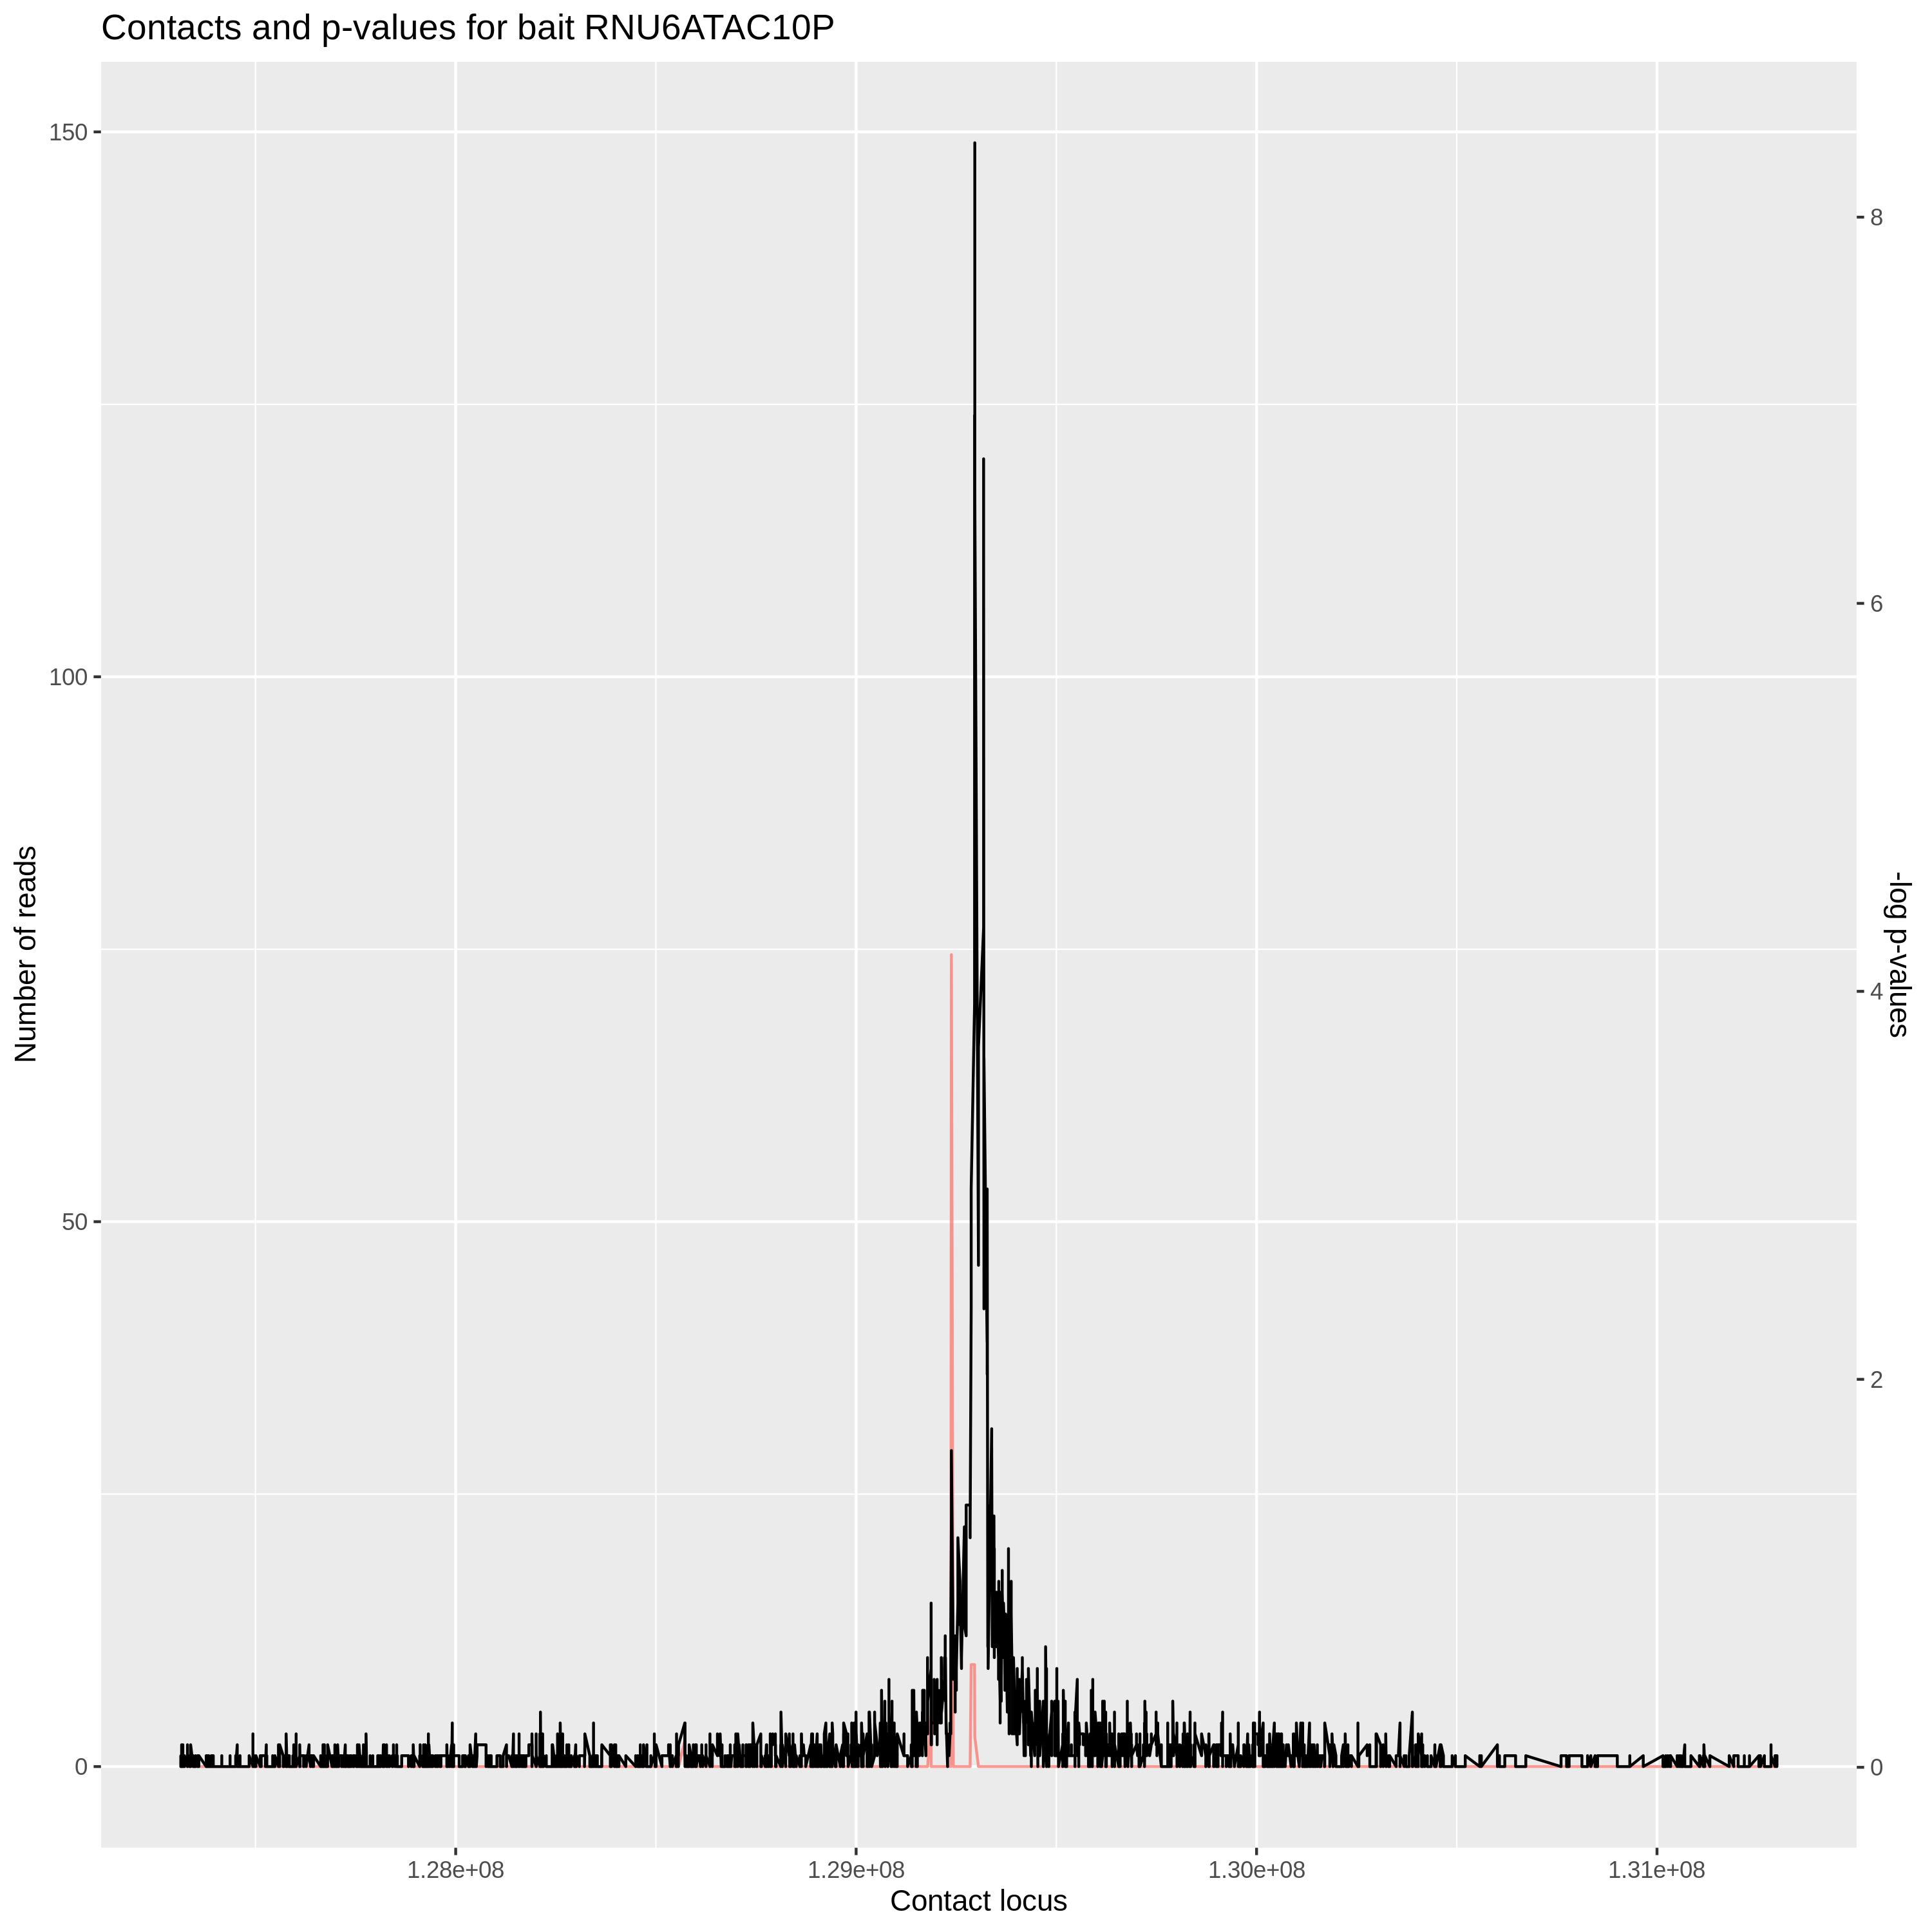 Contacts and p-values for bait RNU6ATAC10P
150
100
50
0
Number of reads
8
6
4
2
0
-log p-values
1.28e+08
1.29e+08
1.30e+08
1.31e+08
Contact locus